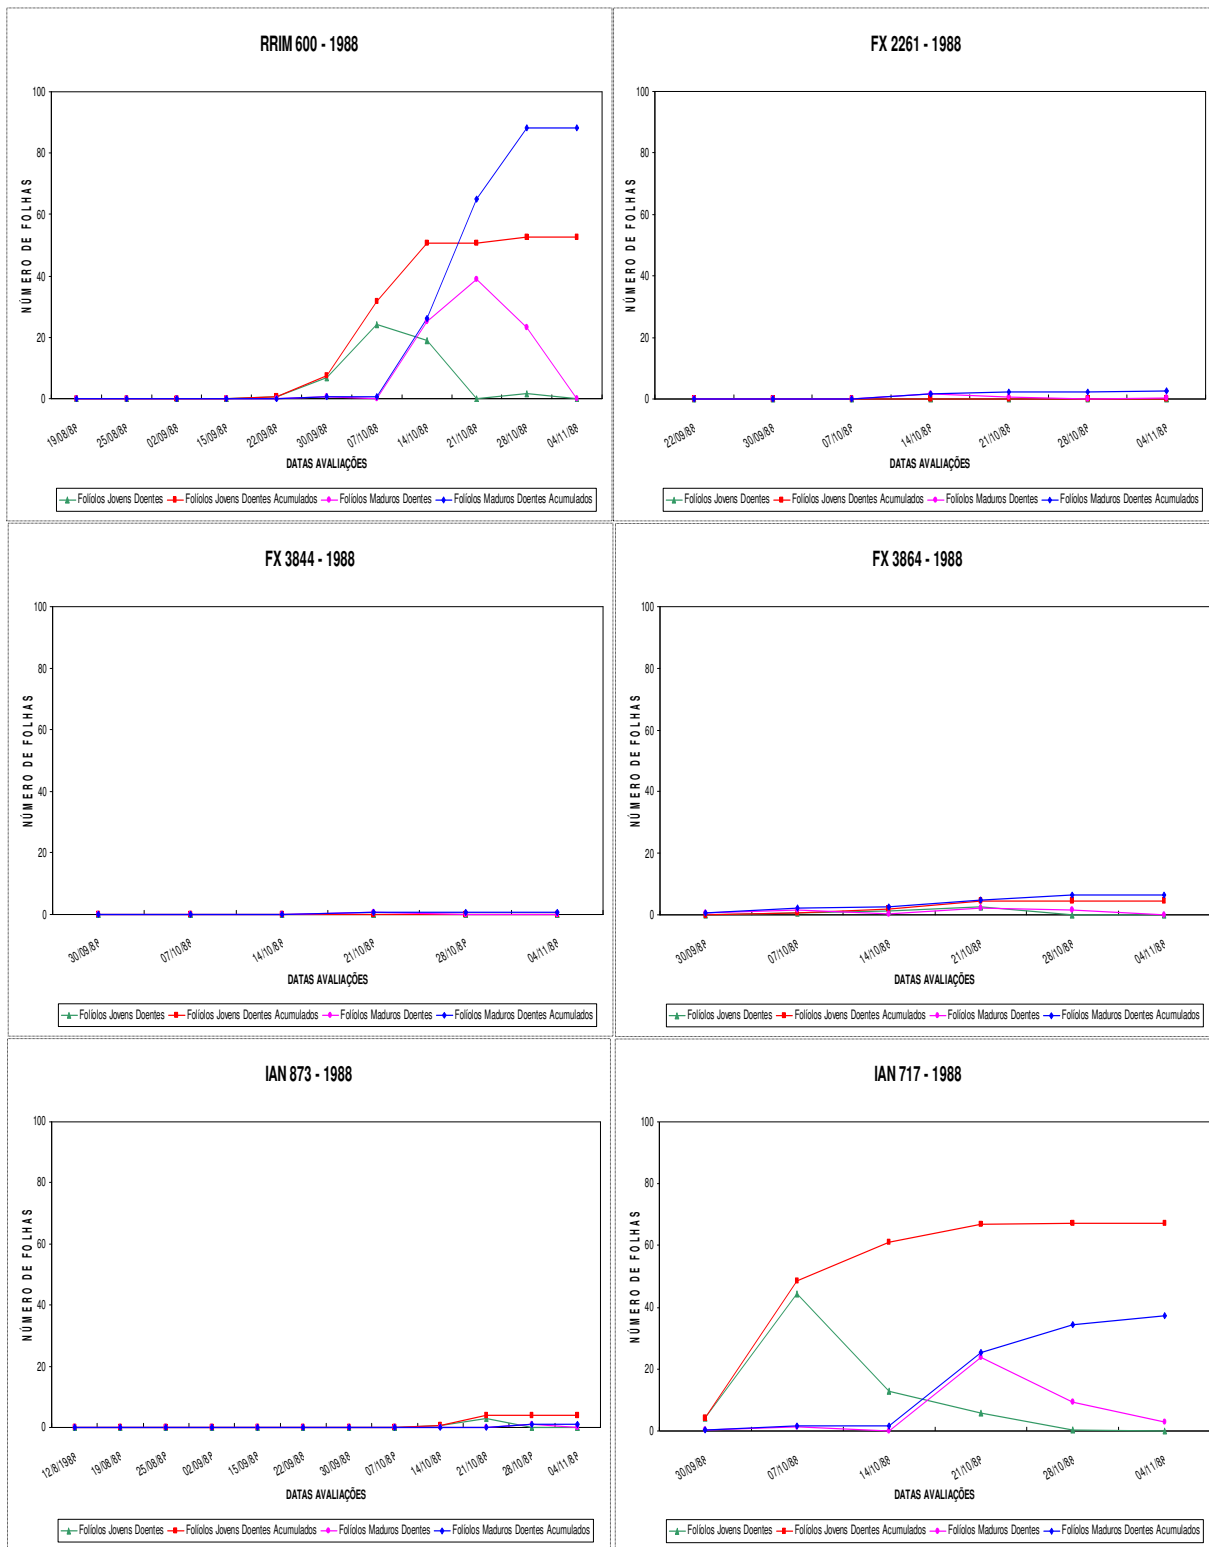 RRIM 600 - 1988
NÚMERO DE FOLHAS
100
80
60
40
20
0
19/08/88 25/08/88 02/09/88 15/09/88 22/09/88 30/09/88 07/10/88 14/10/88 21/10/88 28/10/88 04/11/88
DATAS AVALIAÇÕES
Folíolos Jovens Doentes Folíolos Jovens Doentes Acumulados Folíolos Maduros Doentes Folíolos Maduros Doentes Acumulados
FX 2261 - 1988
NÚMERO DE FOLHAS
100
80
60
40
20
0
22/09/88 30/09/88 07/10/88 14/10/88 21/10/88 28/10/88 04/11/88
DATAS AVALIAÇÕES
Folíolos Jovens Doentes Folíolos Jovens Doentes Acumulados Folíolos Maduros Doentes Folíolos Maduros Doentes Acumulados
FX 3844 - 1988
NÚMERO DE FOLHAS
100
80
60
40
20
0
30/09/88 07/10/88 14/10/88 21/10/88 28/10/88 04/11/88
DATAS AVALIAÇÕES
Folíolos Jovens Doentes Folíolos Jovens Doentes Acumulados Folíolos Maduros Doentes Folíolos Maduros Doentes Acumulados
FX 3864 - 1988
NÚMERO DE FOLHAS
100
80
60
40
20
0
30/09/88 07/10/88 14/10/88 21/10/88 28/10/88 04/11/88
DATAS AVALIAÇÕES
Folíolos Jovens Doentes Folíolos Jovens Doentes Acumulados Folíolos Maduros Doentes Folíolos Maduros Doentes Acumulados
IAN 873 - 1988
NÚMERO DE FOLHAS
100
80
60
40
20
0
12/8/1988 19/08/88 25/08/88 02/09/88 15/09/88 22/09/88 30/09/88 07/10/88 14/10/88 21/10/88 28/10/88 04/11/88
DATAS AVALIAÇÕES
Folíolos Jovens Doentes Folíolos Jovens Doentes Acumulados Folíolos Maduros Doentes Folíolos Maduros Doentes Acumulados
IAN 717 - 1988
NÚMERO DE FOLHAS
100
80
60
40
20
0
30/09/88 07/10/88 14/10/88 21/10/88 28/10/88 04/11/88
DATAS AVALIAÇÕES
Folíolos Jovens Doentes Folíolos Jovens Doentes Acumulados Folíolos Maduros Doentes Folíolos Maduros Doentes Acumulados